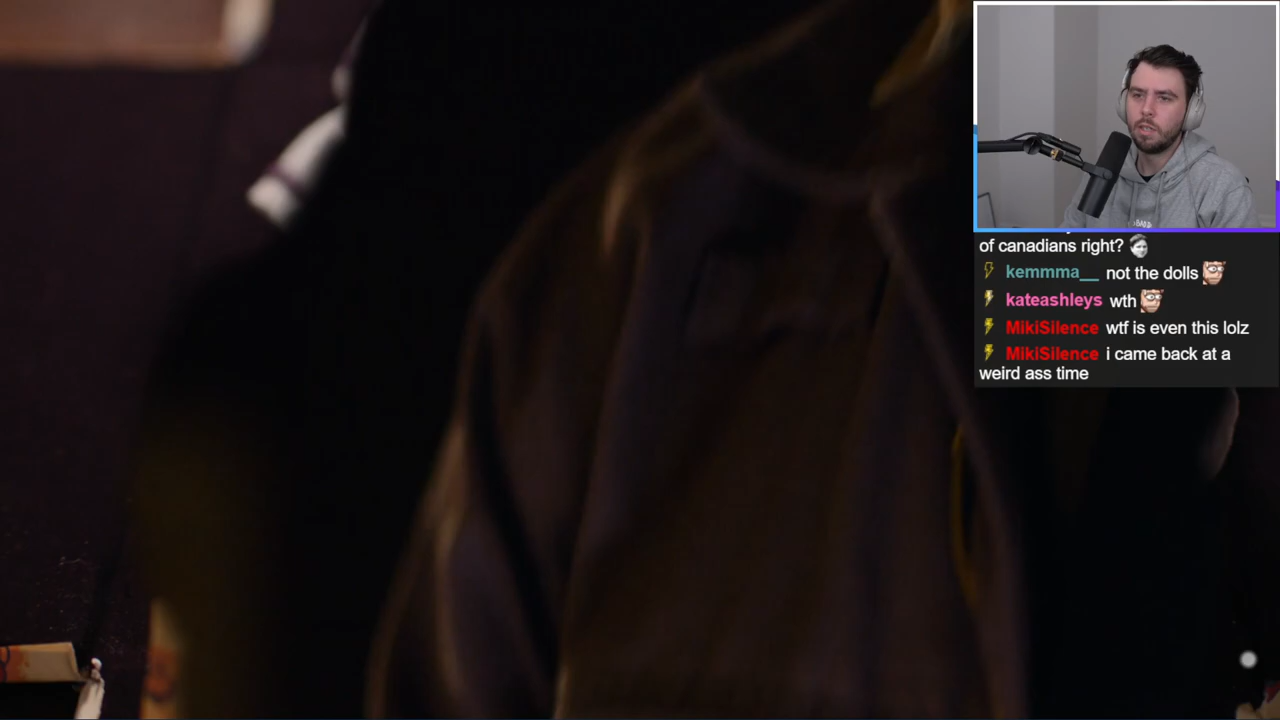 of canadians right?
kemmma__ not the dolls
kateashleys wth
MikiSilence wtf is even this lolz
MikiSilence i came back at a
weird ass time